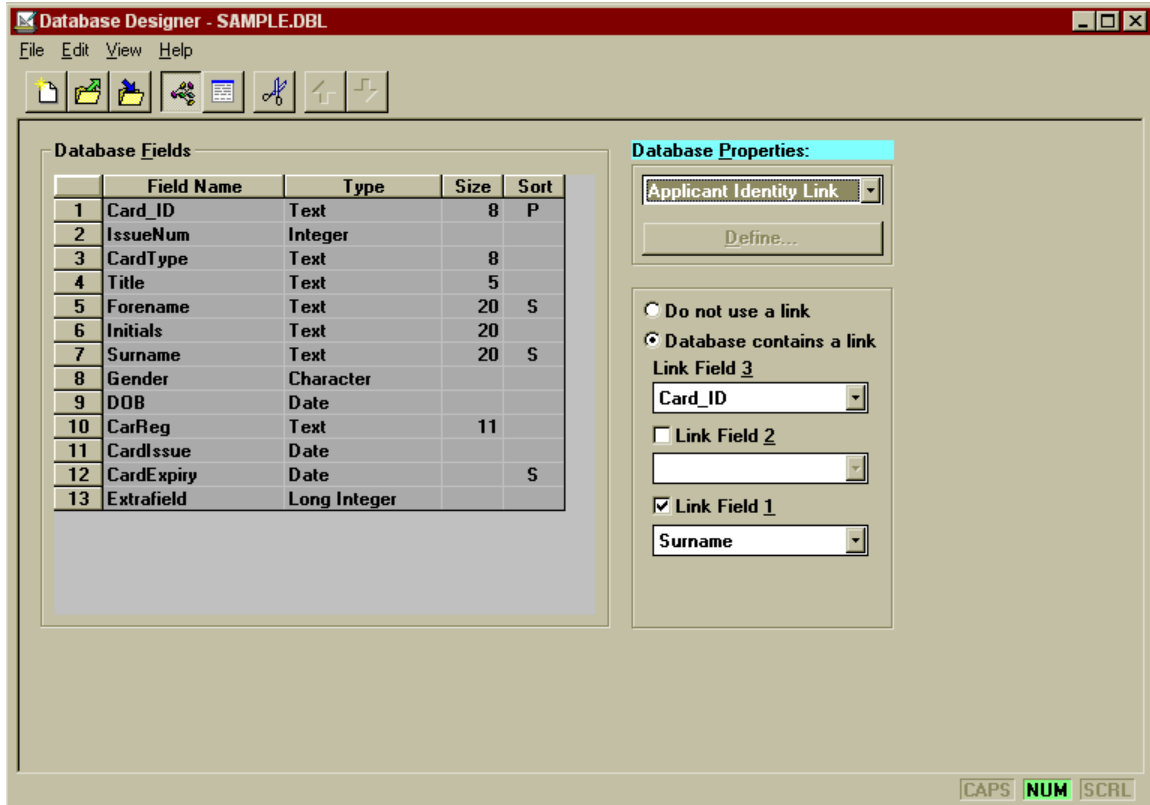 Database Designer - SAMPLE.DBL
File Edit View Help
Database Fields
Field Name Type Size Sort
1 Card_ID Text 8 P
2 IssueNum Integer
3 CardType Text 8
4 Title Text 5
5 Forename Text 20 S
6 Initials Text 20
7 Surname Text 20 S
8 Gender Character
9 DOB Date
10 CarReg Text 11
11 CardIssue Date
12 CardExpiry Date S
13 Extrafield Long Integer
Database Properties:
Applicant Identity Link
Define...
Do not use a link
Database contains a link
Link Field 3
Card_ID
Link Field 2
Link Field 1
Surname
CAPS NUM SCRL